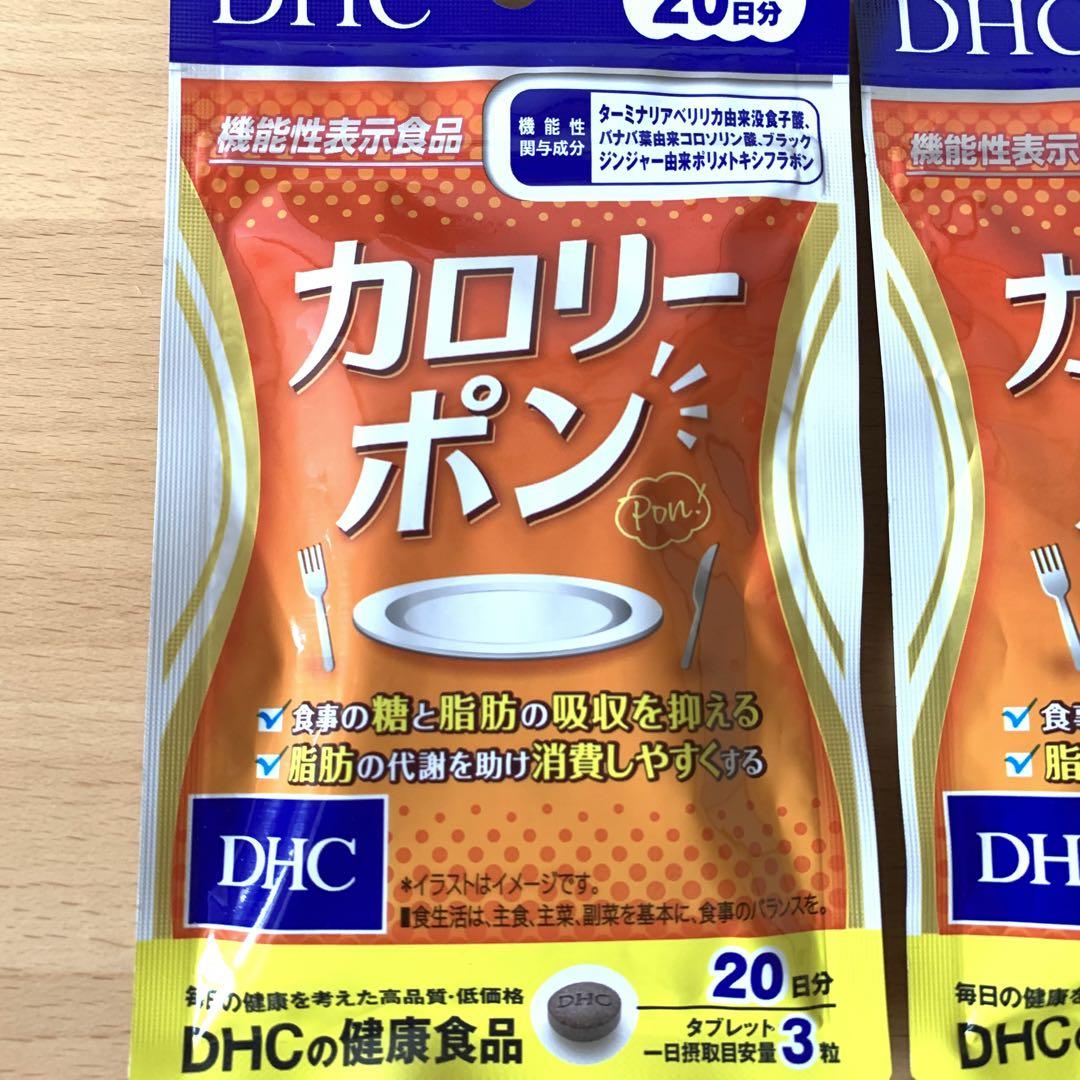 DHC
20日分
機能性表示食品
機能性
関与成分
ターミナリアベリリカ由来没食子酸、
バナバ葉由来コロソリン酸、ブラック
ジンジャー由来ポリメトキシフラボン
カロリー
ポン
Pon!
食事の糖と脂肪の吸収を抑える
脂肪の代謝を助け消費しやすくする
DHC
*イラストはイメージです。
■食生活は、主食、主菜、副菜を基本に、食事のバランスを。
毎日の健康を考えた高品質・低価格
DHCの健康食品
DHC
20日分
タブレット
一日摂取目安量3粒
DHC
機能性表示
カ
食
脂
DH
毎日の健康
DHC